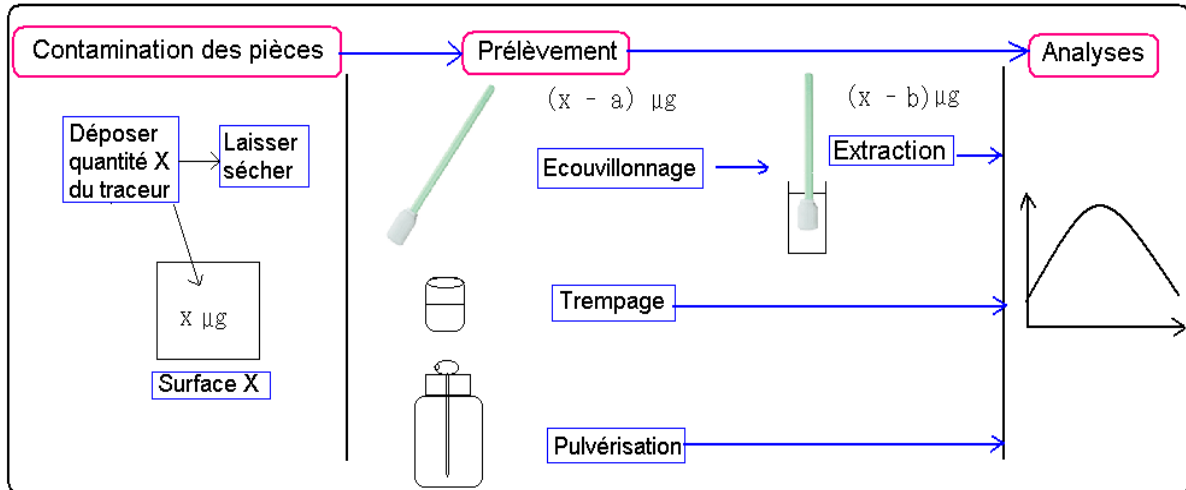 Contamination des pièces
Prélèvement
Analyses
Déposer
quantité X
du traceur
Laisser
sécher
x µg
Surface X
(x - a) µg
(x - b)µg
Ecouvillonnage
Extraction
Trempage
Pulvérisation